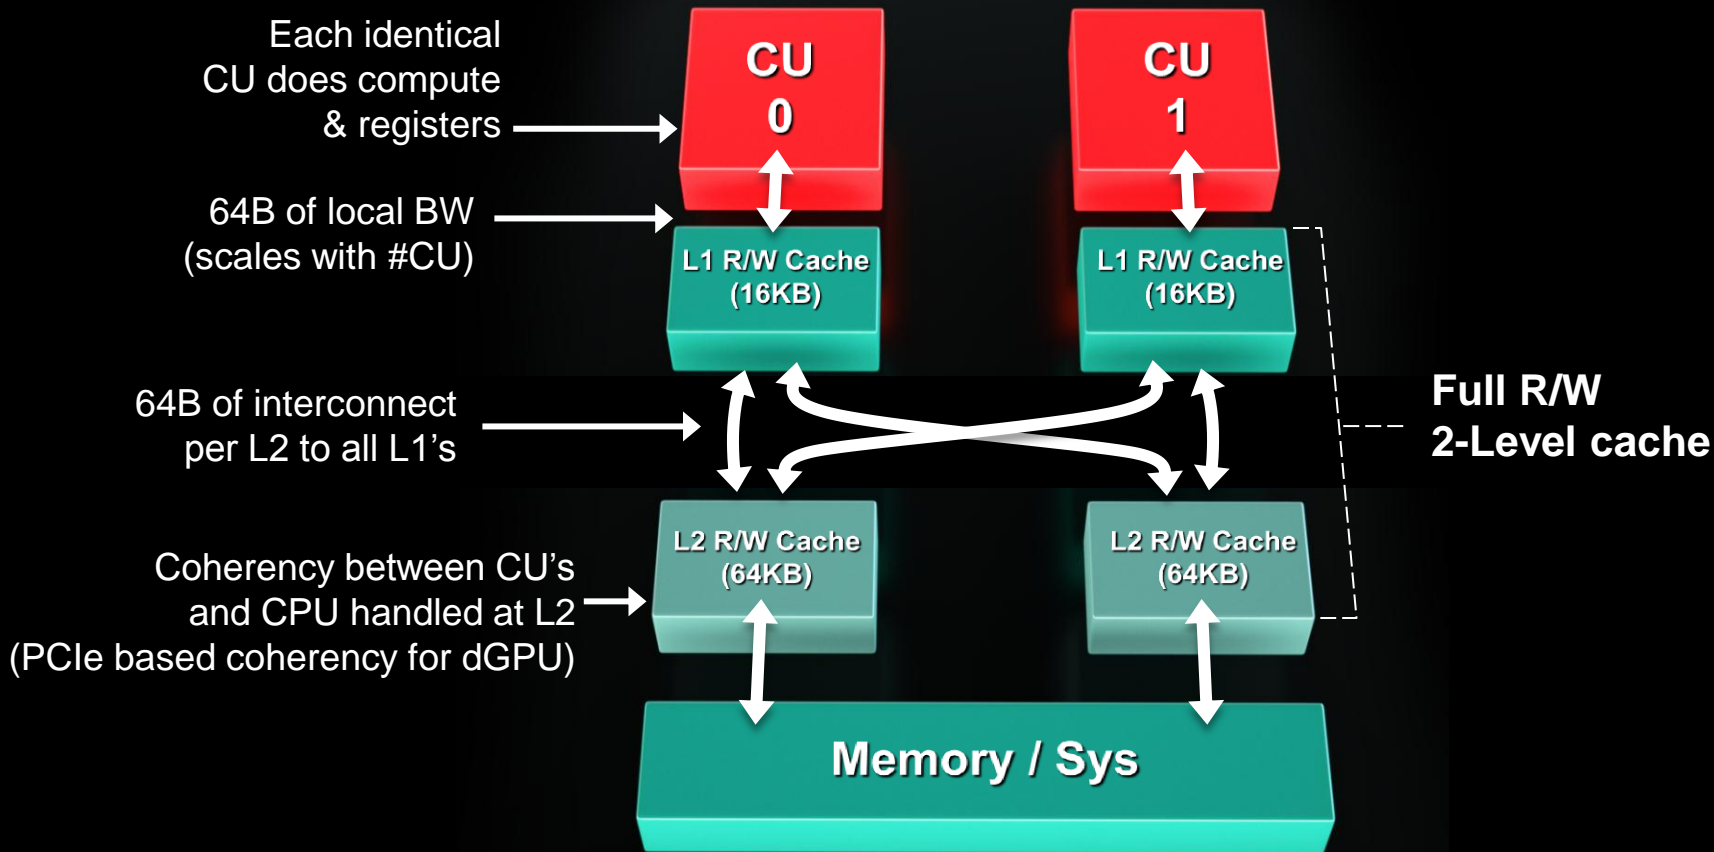 Each identical
CU does compute
& registers
CU
0
CU
1
64B of local BW
(scales with #CU)
L1 R/W Cache
(16KB)
L1 R/W Cache
(16KB)
64B of interconnect
per L2 to all L1’s
Full R/W
2-Level cache
L2 R/W Cache
(64KB)
L2 R/W Cache
(64KB)
Coherency between CU’s
and CPU handled at L2
(PCIe based coherency for dGPU)
Memory / Sys